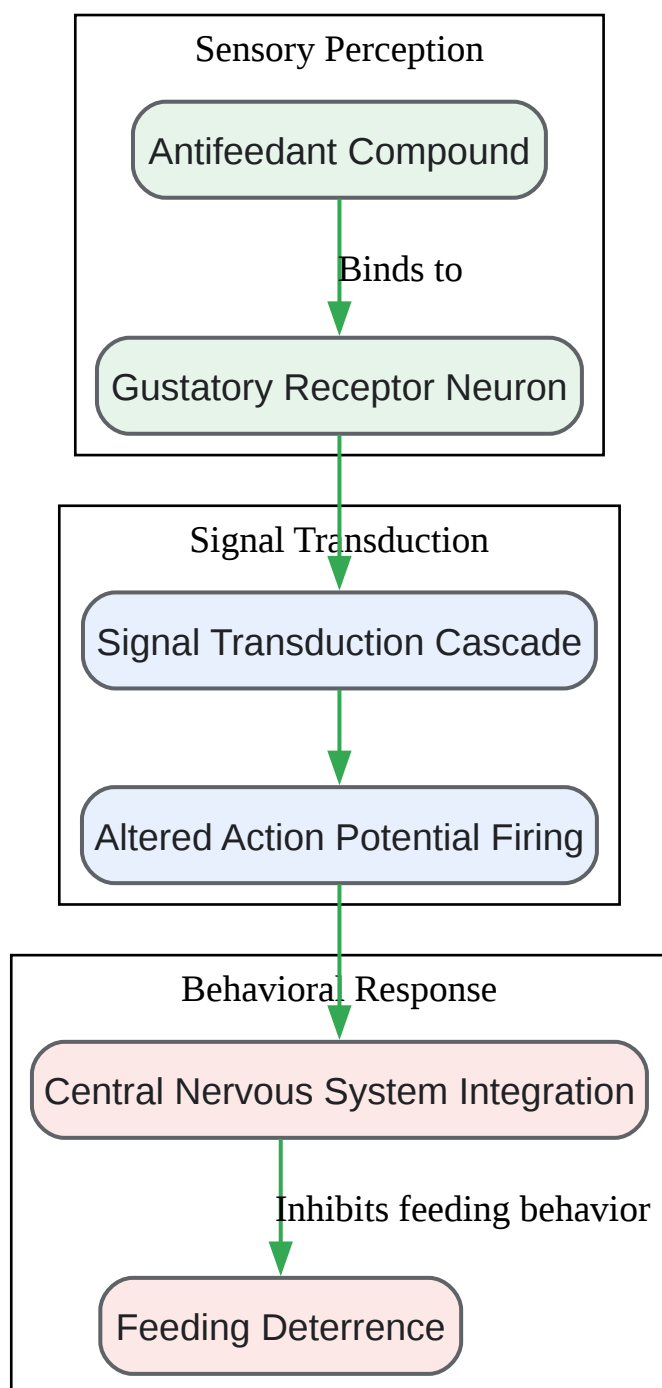 Sensory Perception
Antifeedant Compound
Binds to
Gustatory Receptor Neuron
Signal Transduction
Signal Transduction Cascade
Altered Action Potential Firing
Behavioral Response
Central Nervous System Integration
Inhibits feeding behavior
Feeding Deterrence